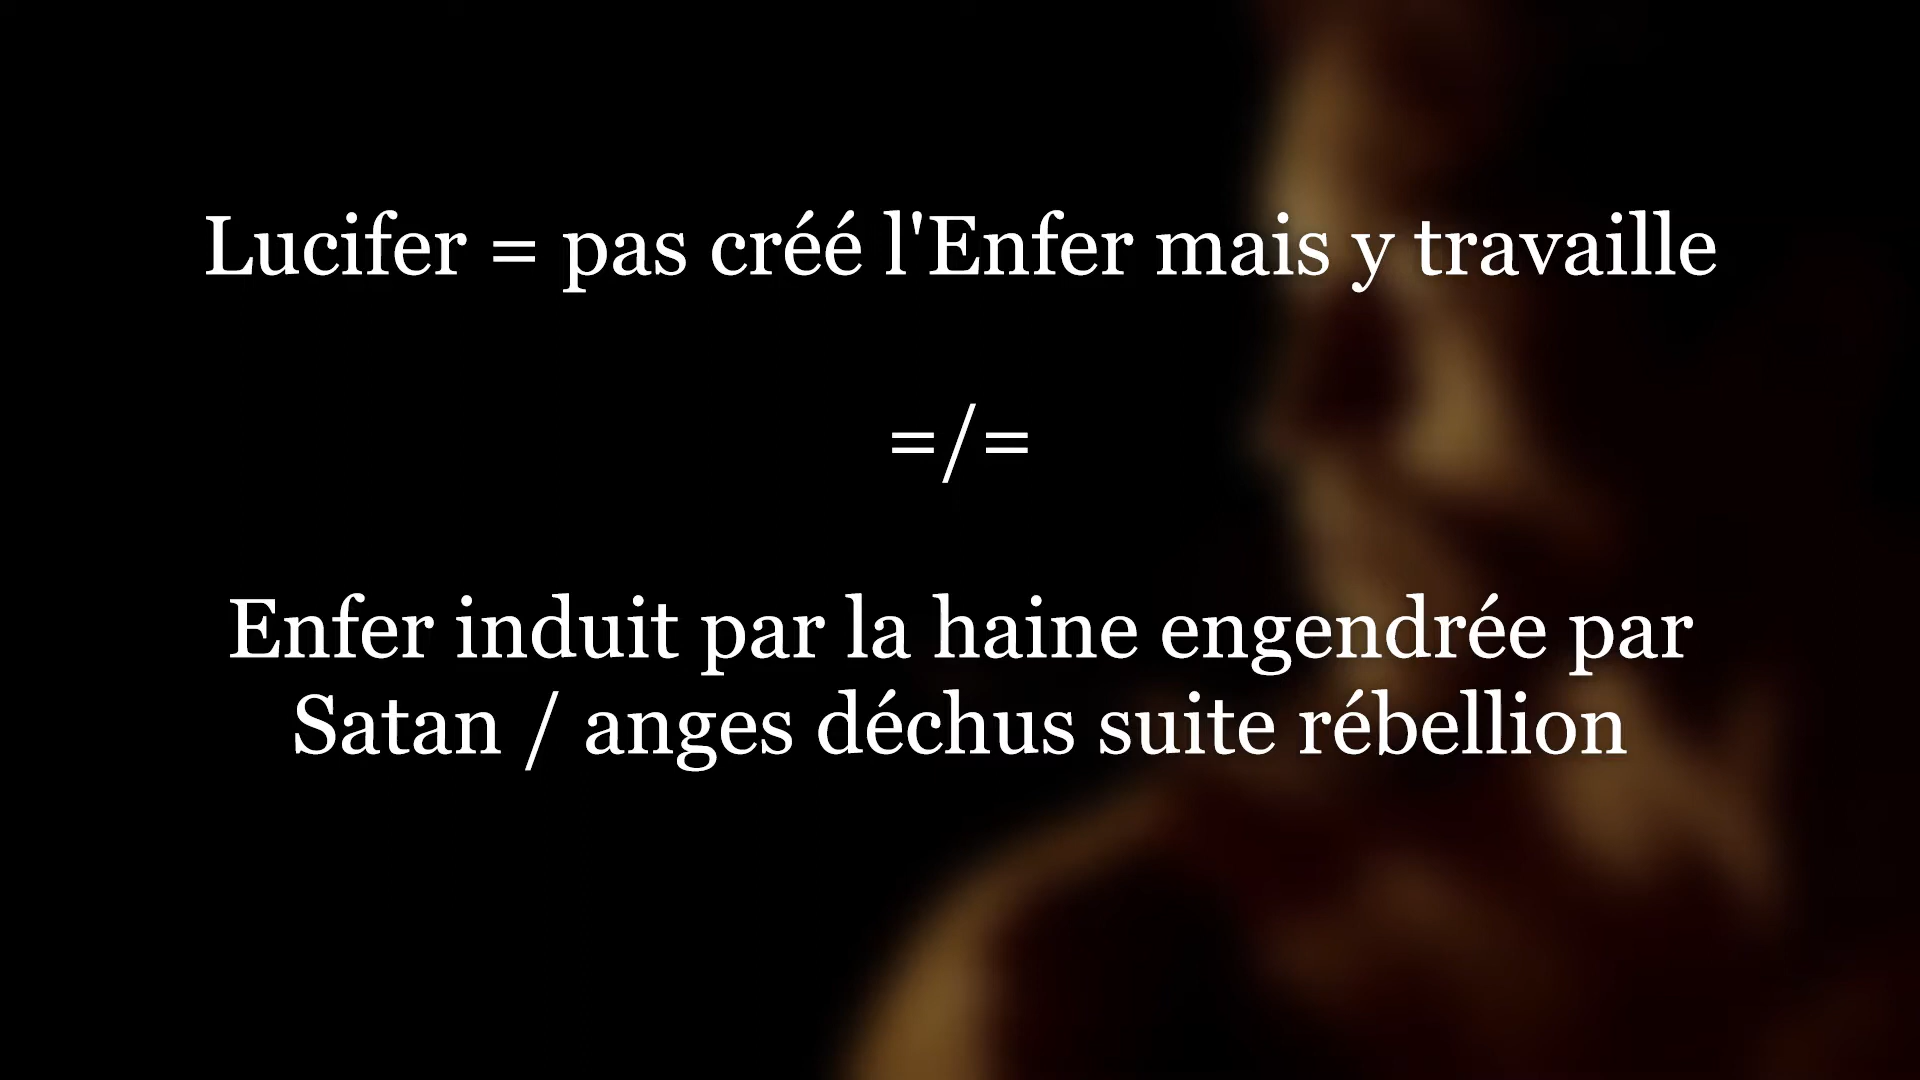 Lucifer = pas créé l'Enfer mais y travaille
=/=
Enfer induit par la haine engendrée par
Satan / anges déchus suite rébellion